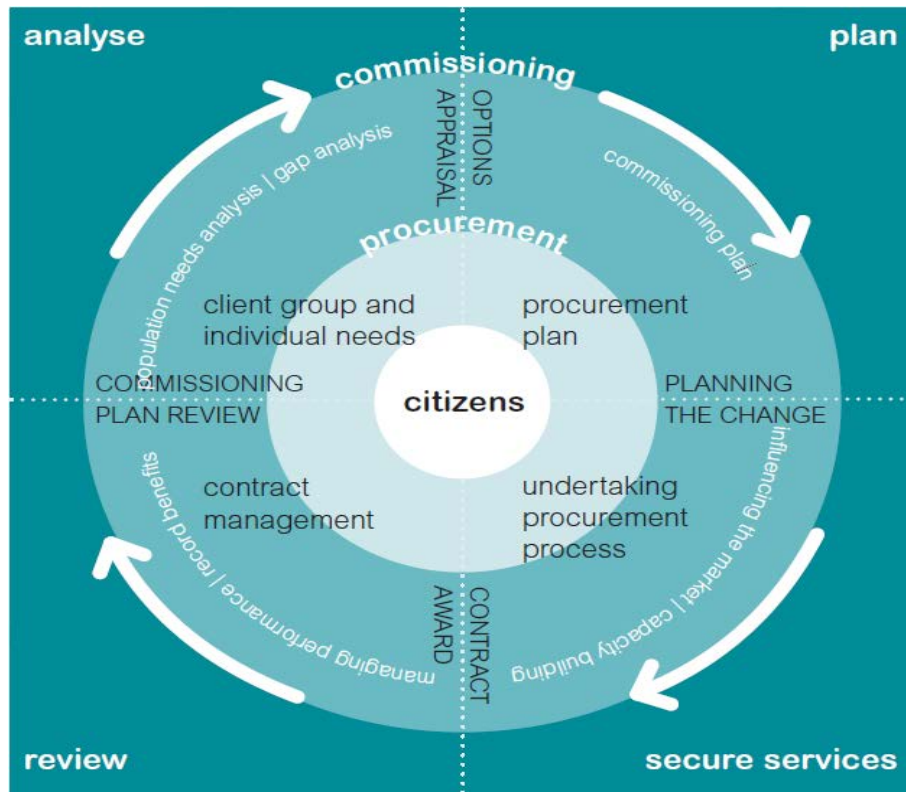 analyse
plan
commissioning
OPTIONS
APPRAISAL
population needs analysis | gap analysis
commissioning plan
procurement
client group and
individual needs
procurement
plan
COMMISSIONING
PLAN REVIEW
citizens
PLANNING
THE CHANGE
contract
management
undertaking
procurement
process
managing performance | record benefits
influencing the market | capacity building
CONTRACT
AWARD
review
secure services